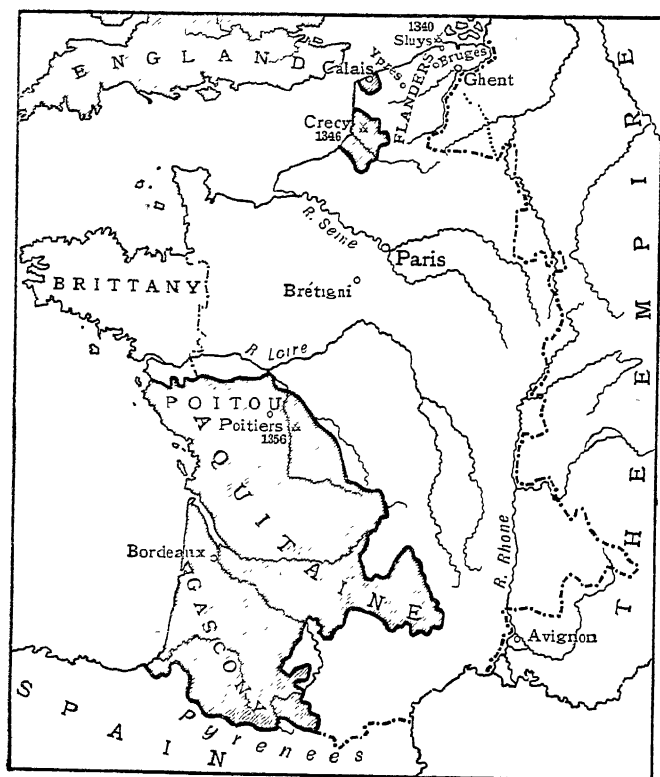 1340
Sluys
ENGLAND
Ypres
Bruges
Calais
Ghent
FLANDERS
Crecy
1346
R. Seine
Paris
BRITTANY
Brétigni
R. Loire
POITOU
Poitiers
1356
AQUITAINE
Bordeaux
GASCONY
R. Rhone
Avignon
THE EMPIRE
SPAIN
Pyrenees